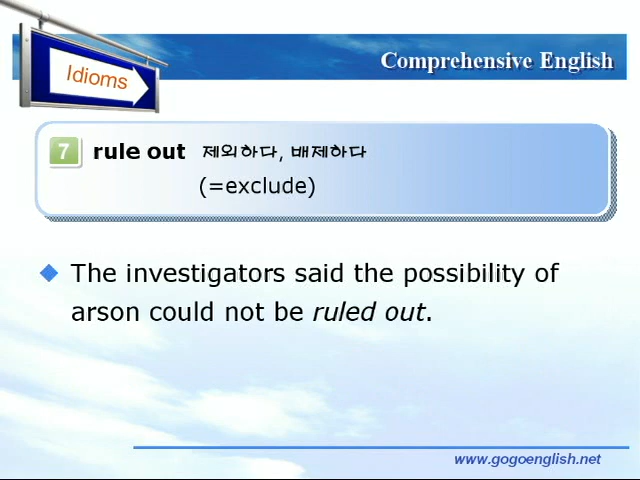 Idioms
Comprehensive English
7 rule out 제외하다, 배제하다
(=exclude)
The investigators said the possibility of
arson could not be ruled out.
www.gogoenglish.net